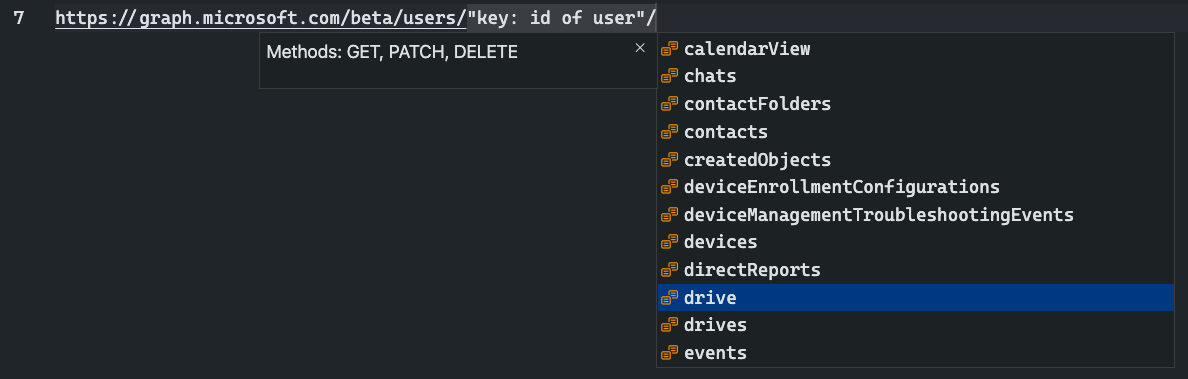 7 https://graph.microsoft.com/beta/users/"key: id of user"/
Methods: GET, PATCH, DELETE ×
calendarView
chats
contactFolders
contacts
createdObjects
deviceEnrollmentConfigurations
deviceManagementTroubleshootingEvents
devices
directReports
drive
drives
events